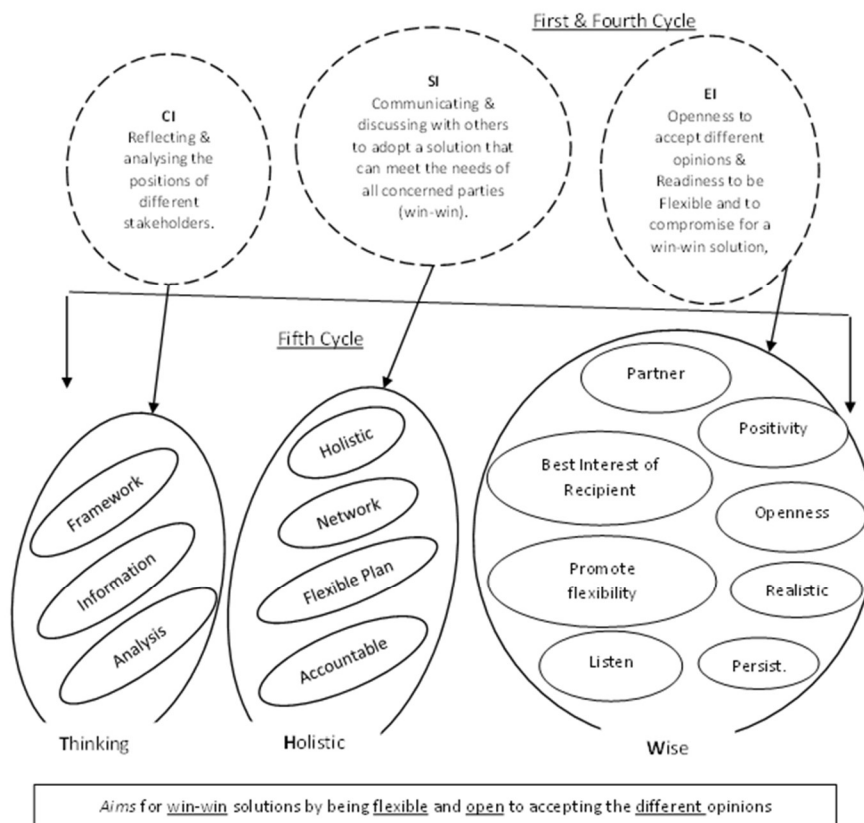 First & Fourth Cycle
CI
Reflecting &
analysing the
positions of
different
stakeholders.
SI
Communicating &
discussing with others
to adopt a solution that
can meet the needs of
all concerned parties
(win-win).
EI
Openness to
accept different
opinions &
Readiness to be
Flexible and to
compromise for a
win-win solution,
Fifth Cycle
Framework
Information
Analysis
Thinking
Holistic
Network
Flexible Plan
Accountable
Holistic
Partner
Positivity
Best Interest of
Recipient
Openness
Promote
flexibility
Realistic
Listen
Persist.
Wise
Aims for win-win solutions by being flexible and open to accepting the different opinions